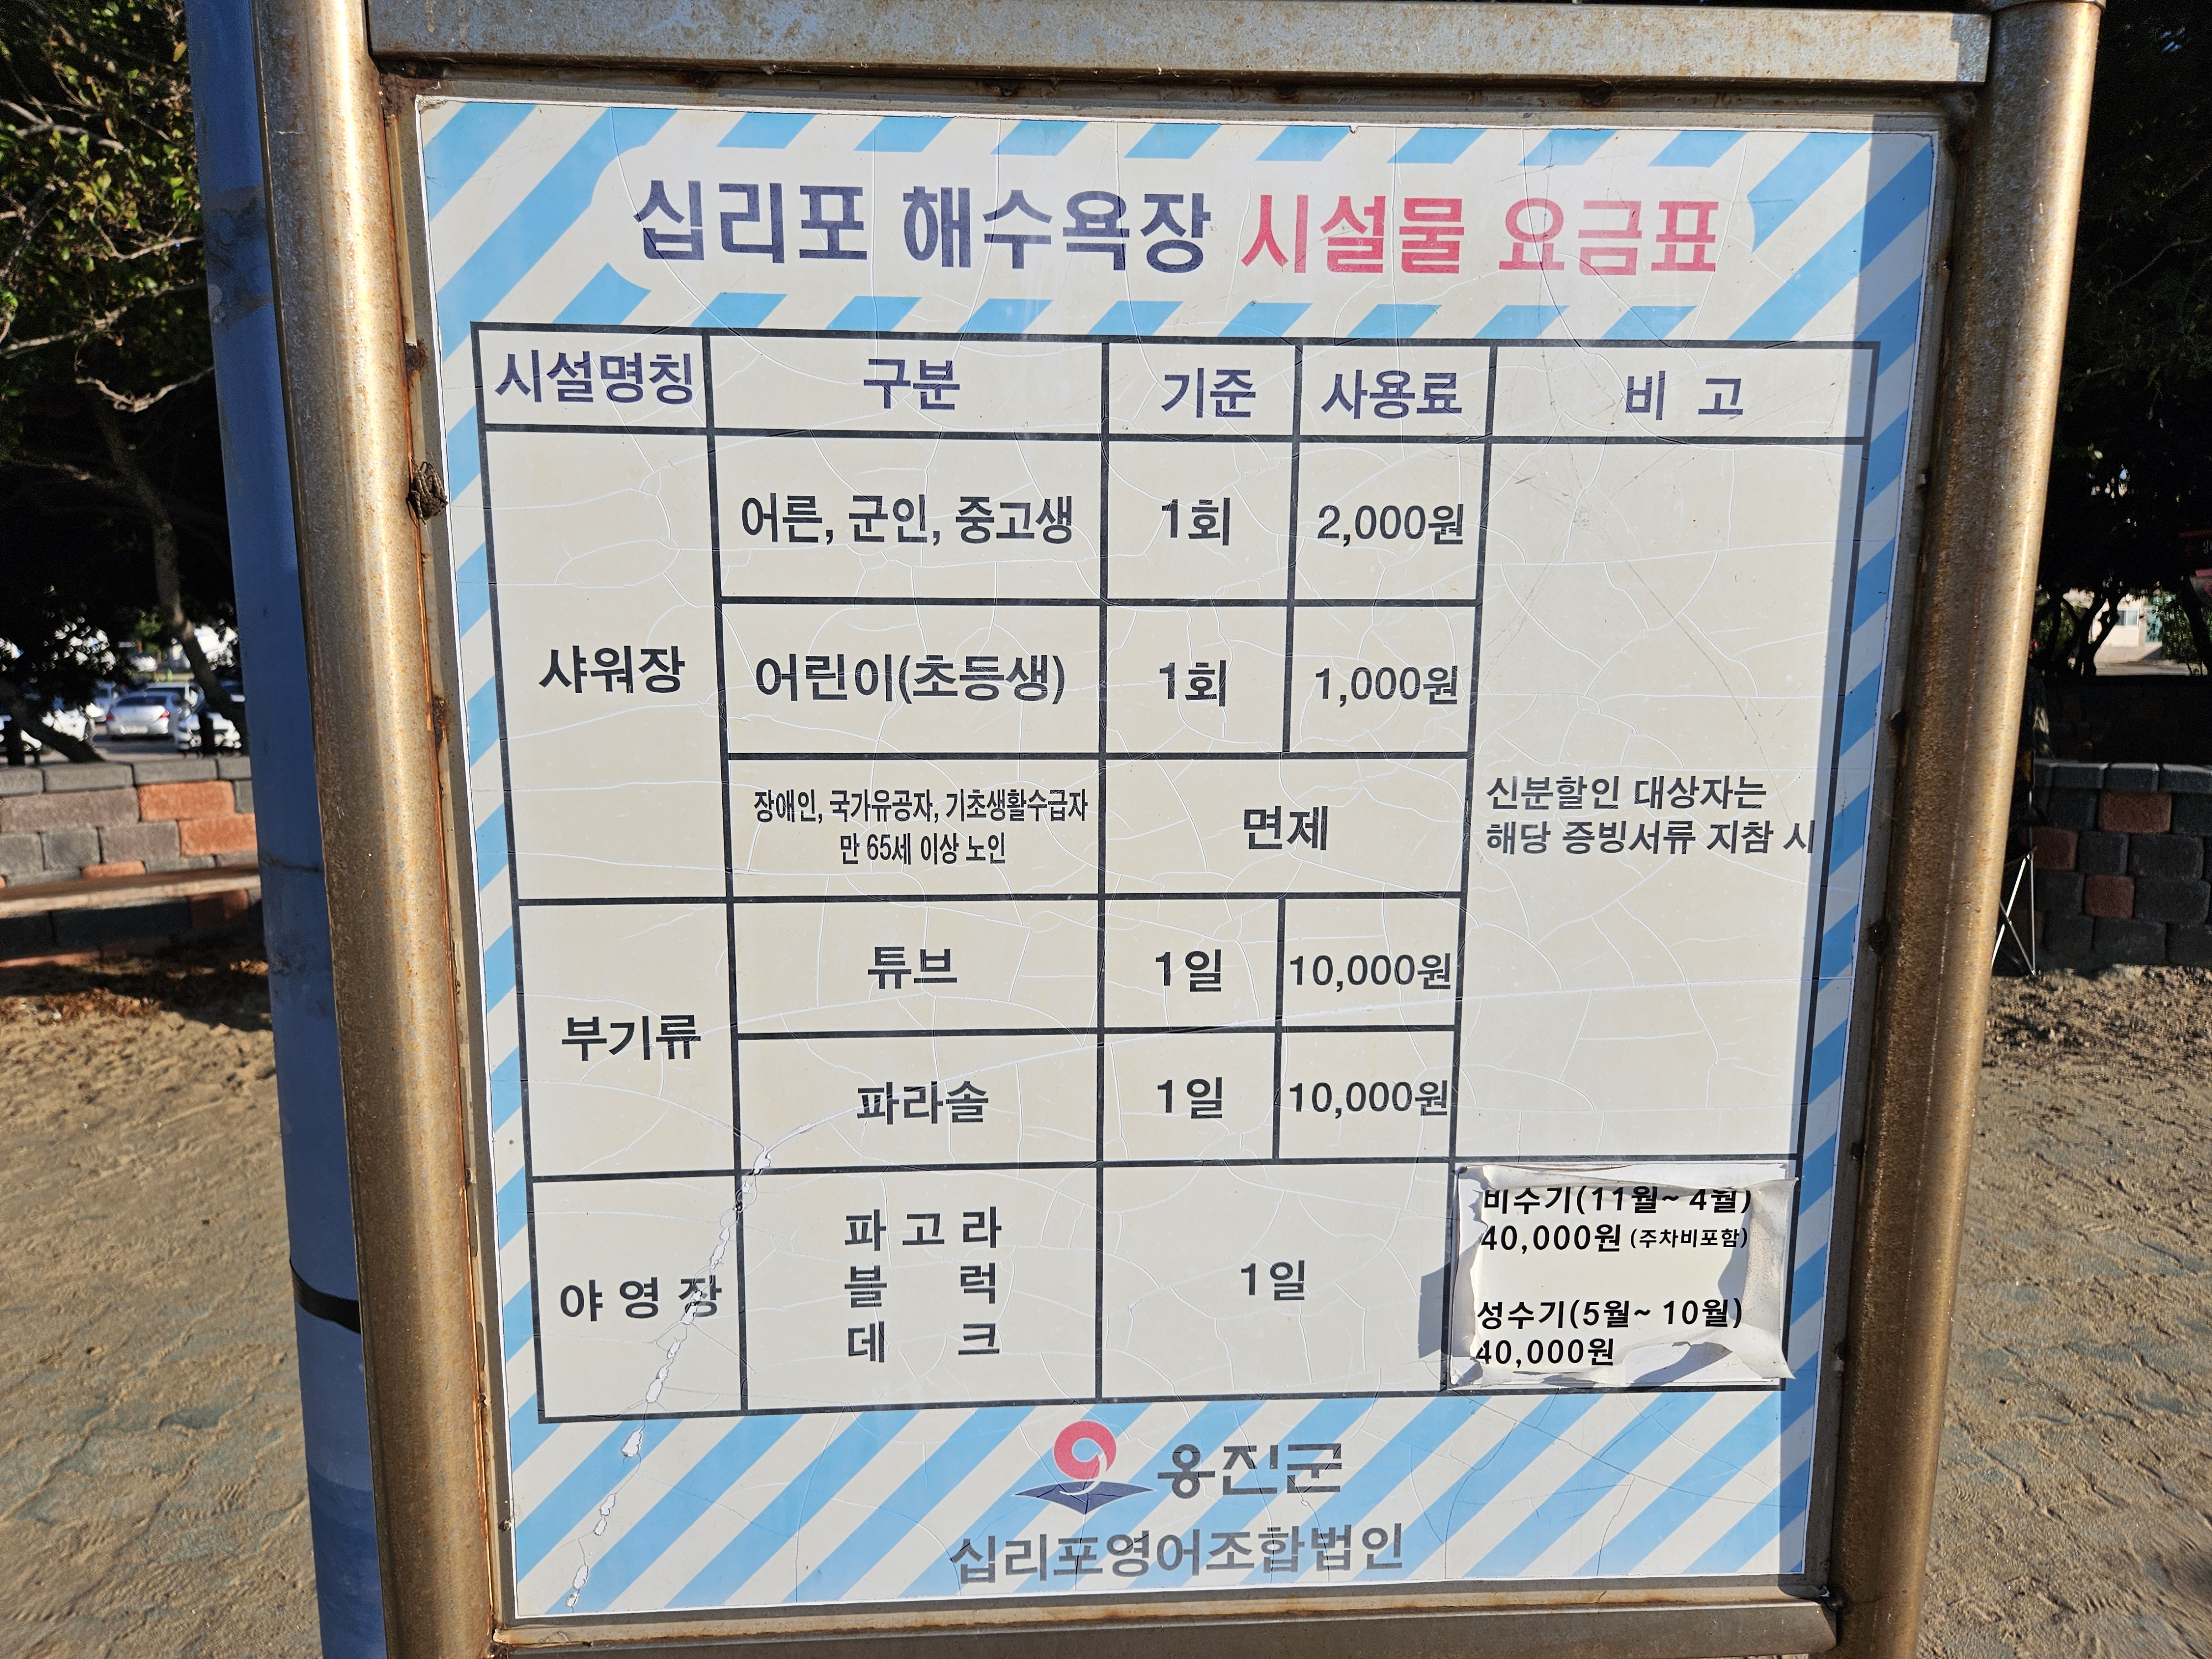 십리포 해수욕장 시설물 요금표
시설명칭 구분 기준 사용료 비 고
샤워장
어른, 군인, 중고생 1회 2,000원
어린이(초등생) 1회 1,000원
장애인, 국가유공자, 기초생활수급자
만 65세 이상 노인
면제
신분할인 대상자는
해당 증빙서류 지참 시
부기류
튜브 1일 10,000원
파라솔 1일 10,000원
야 영 장
파 고 라
블 럭
데 크
1일
비수기(11월~ 4월)
40,000원 (주차비포함)
성수기(5월~ 10월)
40,000원
옹진군
십리포영어조합법인